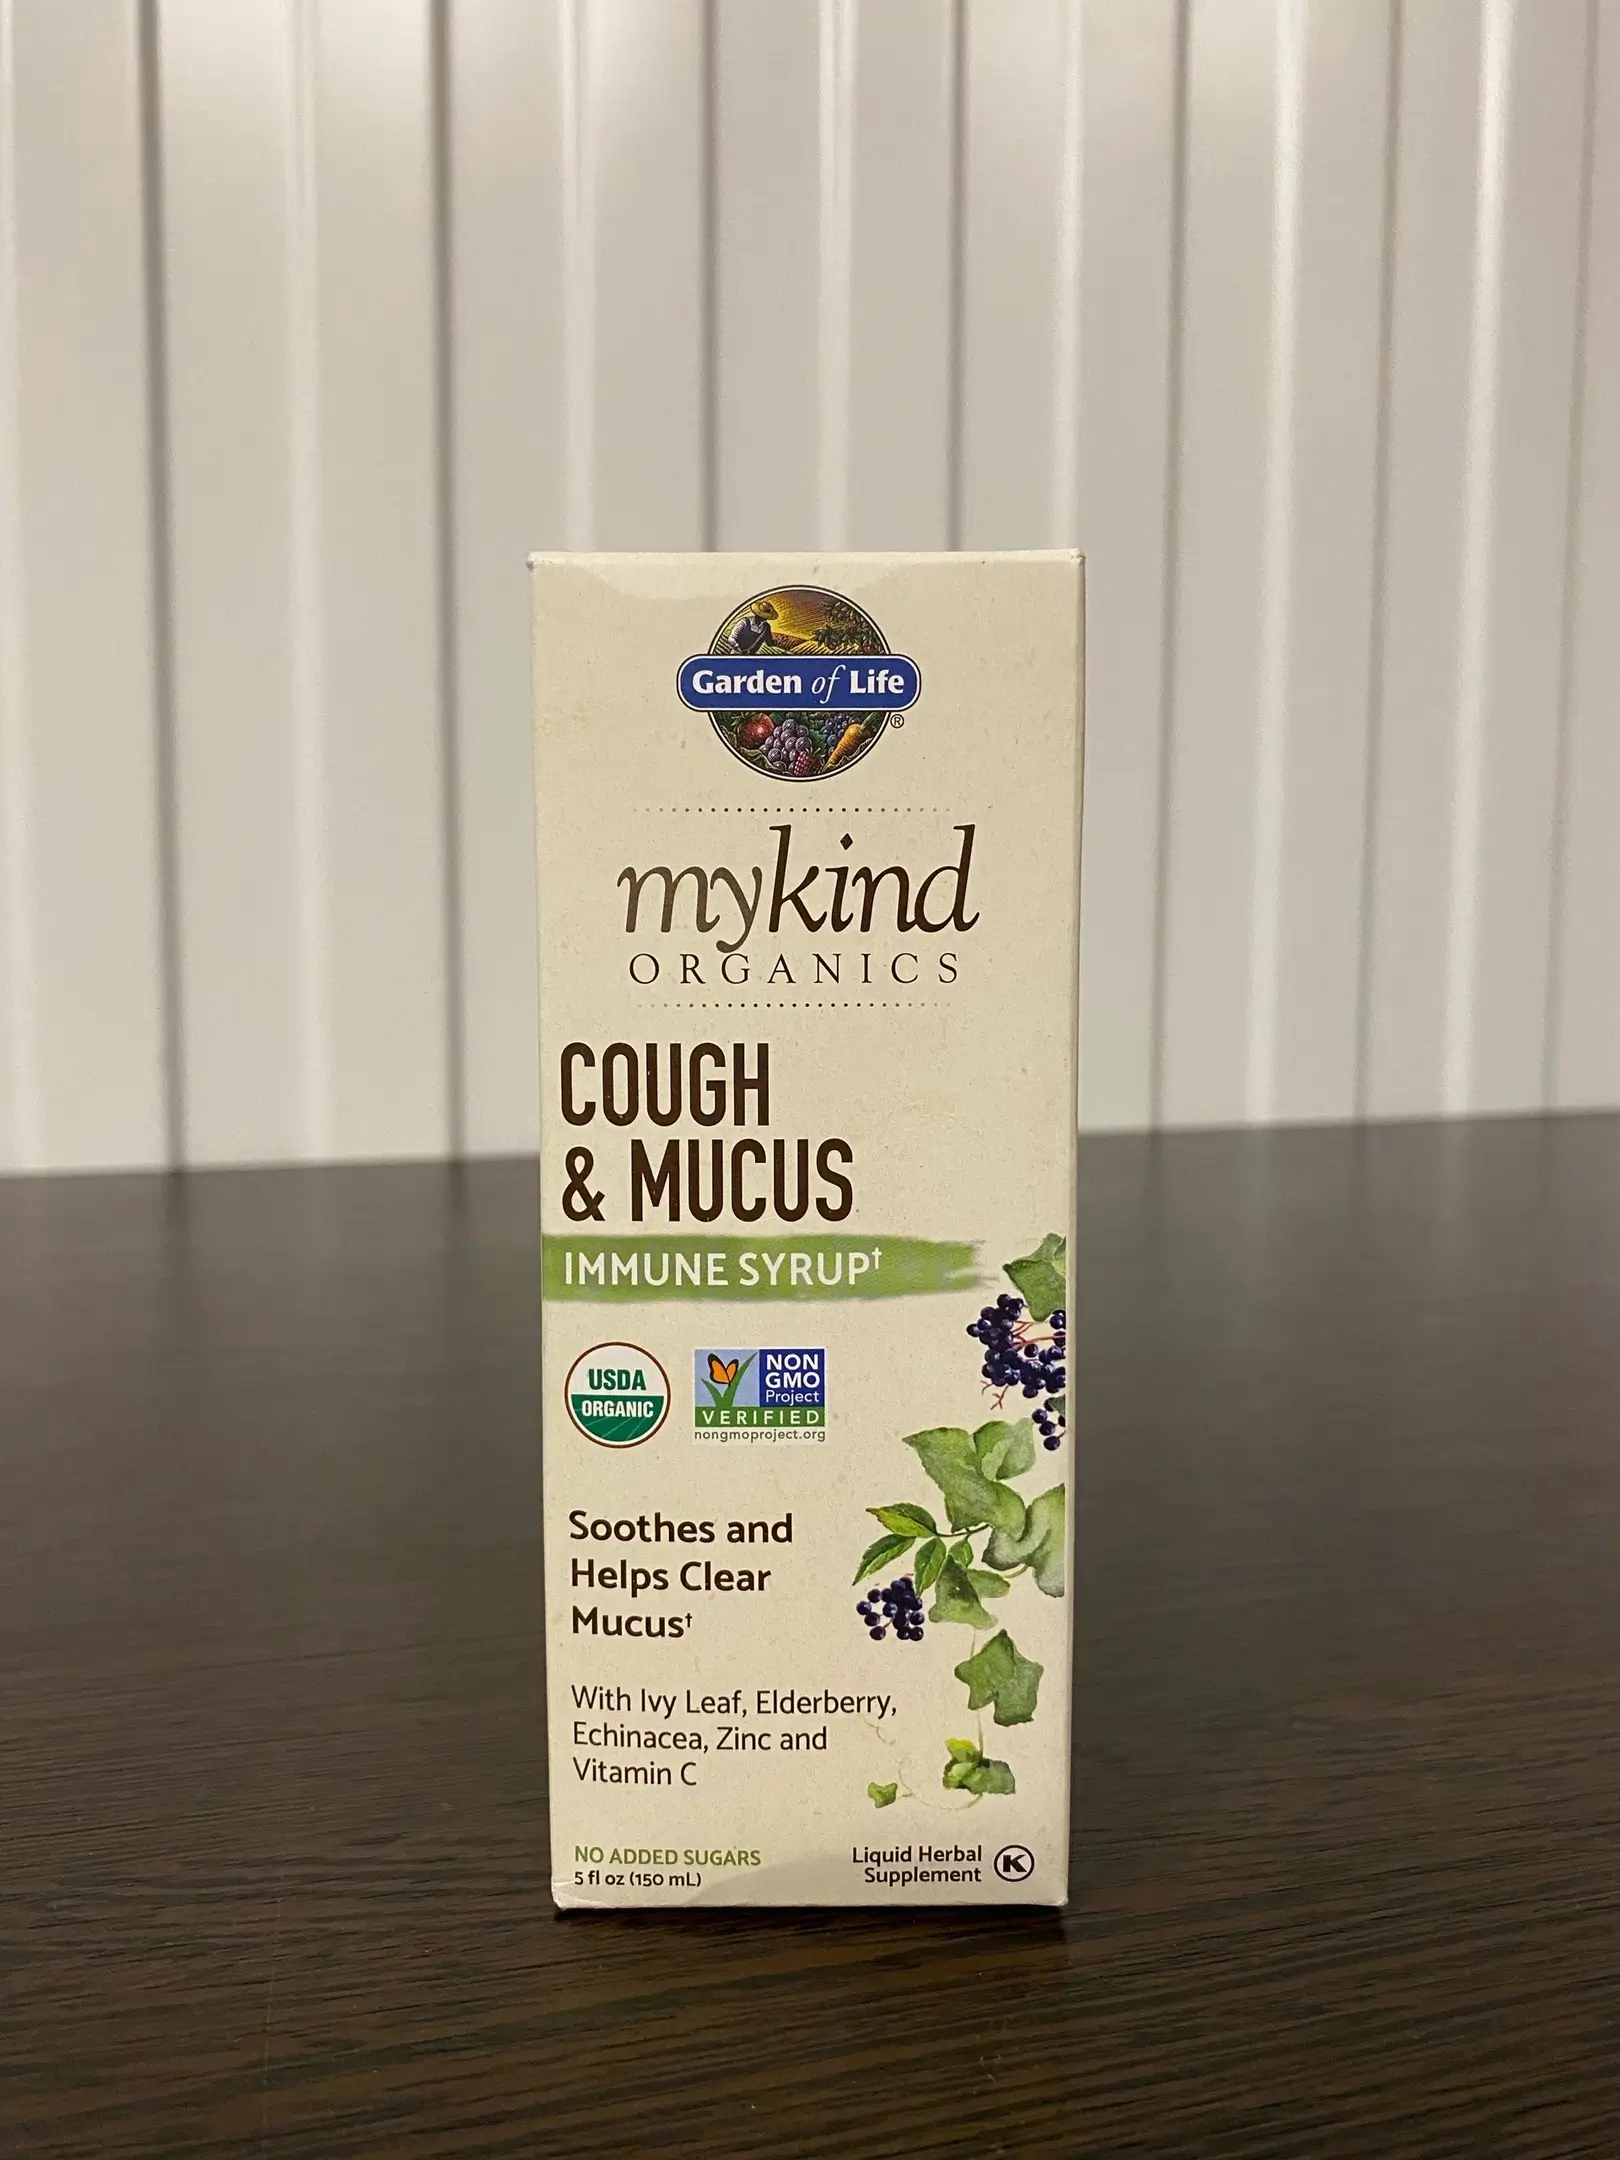 Garden of Life
®
mykind
ORGANICS
COUGH
& MUCUS
IMMUNE SYRUP†
USDA
ORGANIC
NON
GMO
Project
VERIFIED
nongmoproject.org
Soothes and
Helps Clear
Mucus†
With Ivy Leaf, Elderberry,
Echinacea, Zinc and
Vitamin C
NO ADDED SUGARS
5 fl oz (150 mL)
Liquid Herbal
Supplement
K